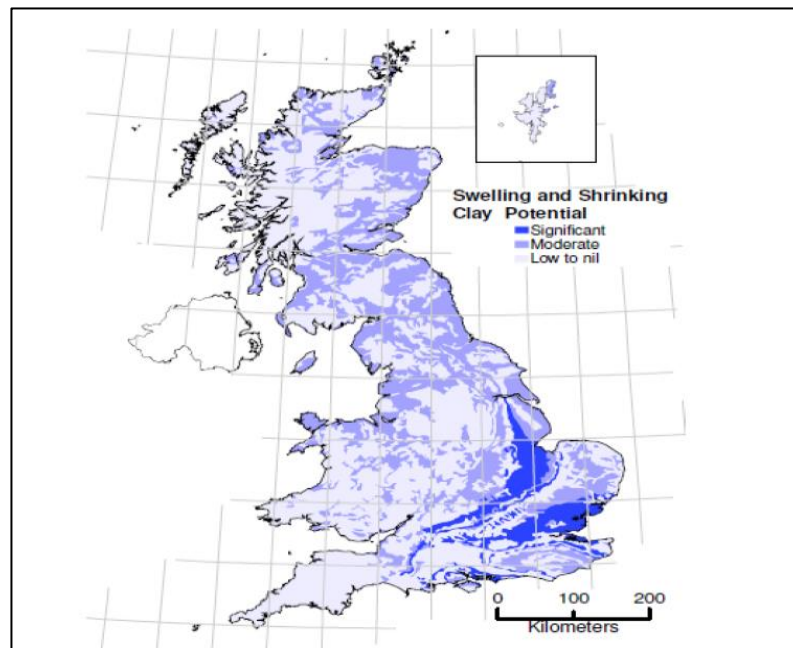 Swelling and Shrinking
Clay Potential
Significant
Moderate
Low to nil
0 100 200
Kilometers